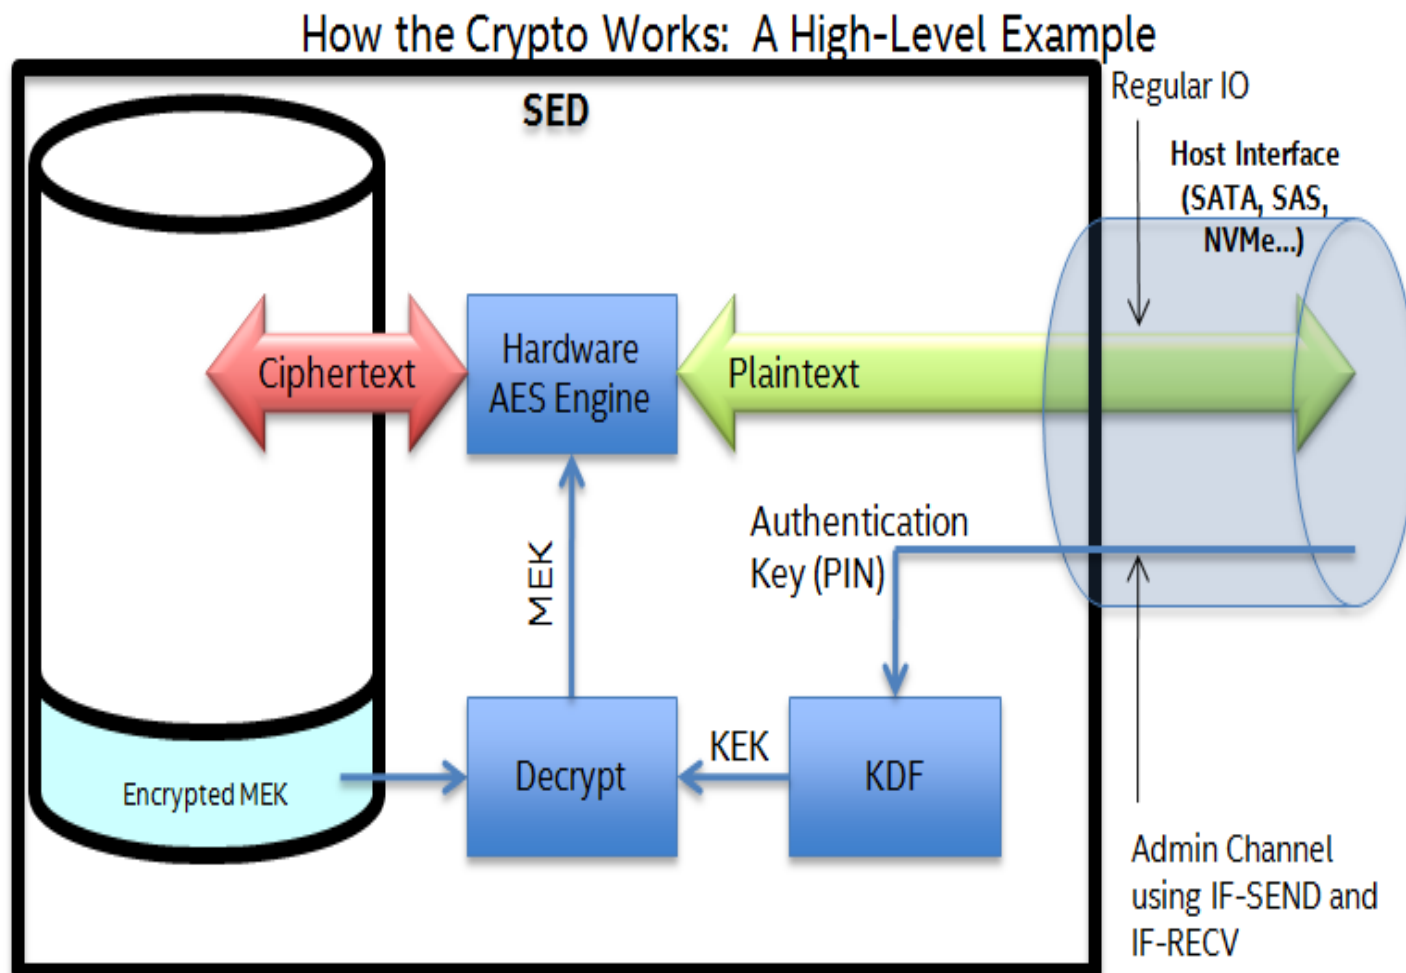 How the Crypto Works:  A High-Level Example
SED
Regular IO
Host Interface
(SATA, SAS,
NVMe...)
Ciphertext
Hardware
AES Engine
Plaintext
Authentication
Key (PIN)
MEK
KEK
Encrypted MEK
Decrypt
KDF
Admin Channel
using IF-SEND and
IF-RECV